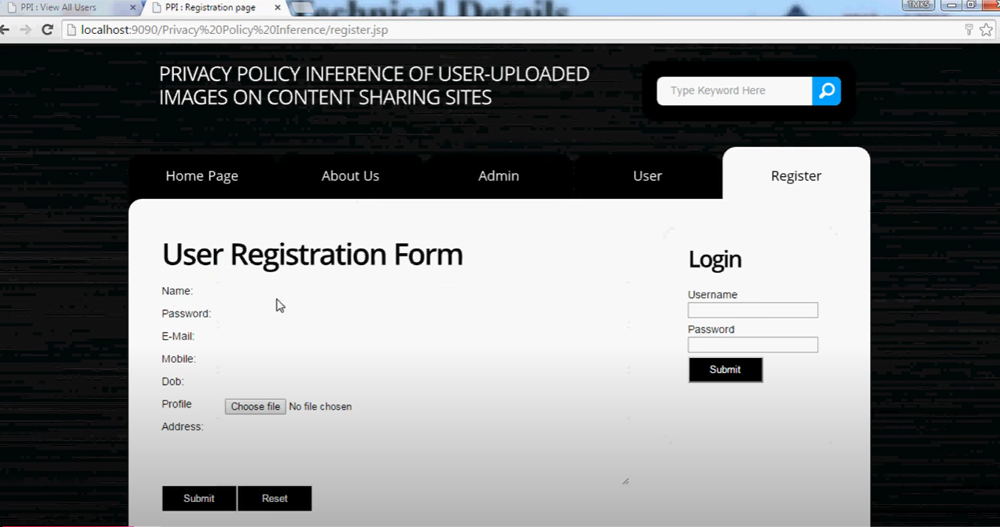 PPI : View All Users
PPI : Registration page
Technical Details
TMKS
localhost:9090/Privacy%20Policy%20Inference/register.jsp
PRIVACY POLICY INFERENCE OF USER-UPLOADED
IMAGES ON CONTENT SHARING SITES
Type Keyword Here
Home Page
About Us
Admin
User
Register
User Registration Form
Name:
Password:
E-Mail:
Mobile:
Dob:
Profile
Choose file No file chosen
Address:
Submit
Reset
Login
Username
Password
Submit